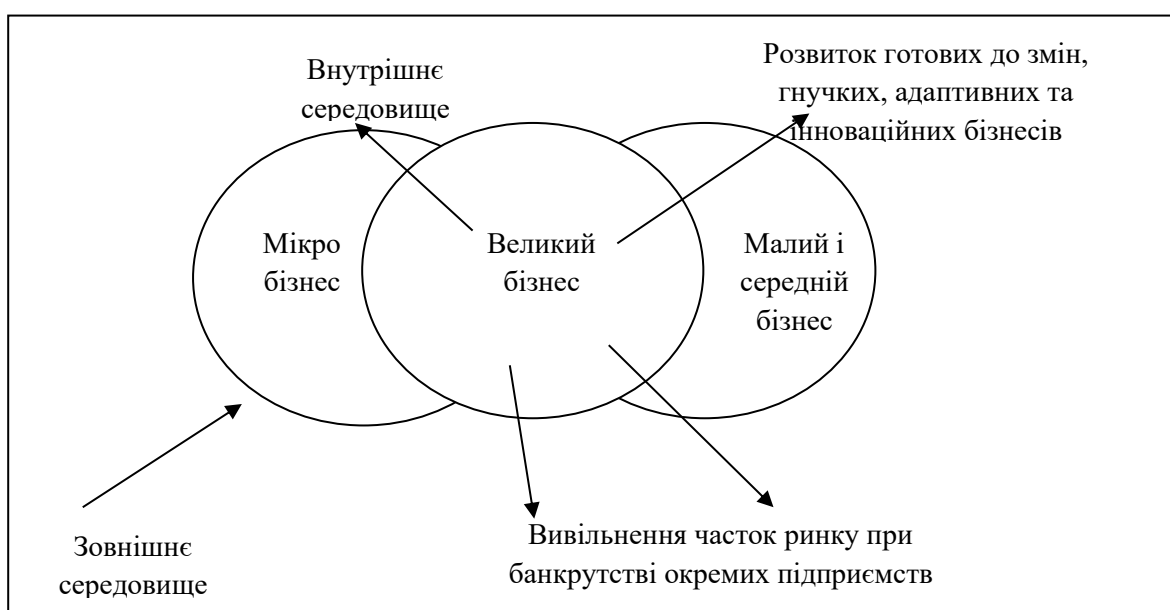 Внутрішнє
середовище
Розвиток готових до змін,
гнучких, адаптивних та
інноваційних бізнесів
Мікро
бізнес
Великий
бізнес
Малий і
середній
бізнес
Зовнішнє
середовище
Вивільнення часток ринку при
банкрутстві окремих підприємств